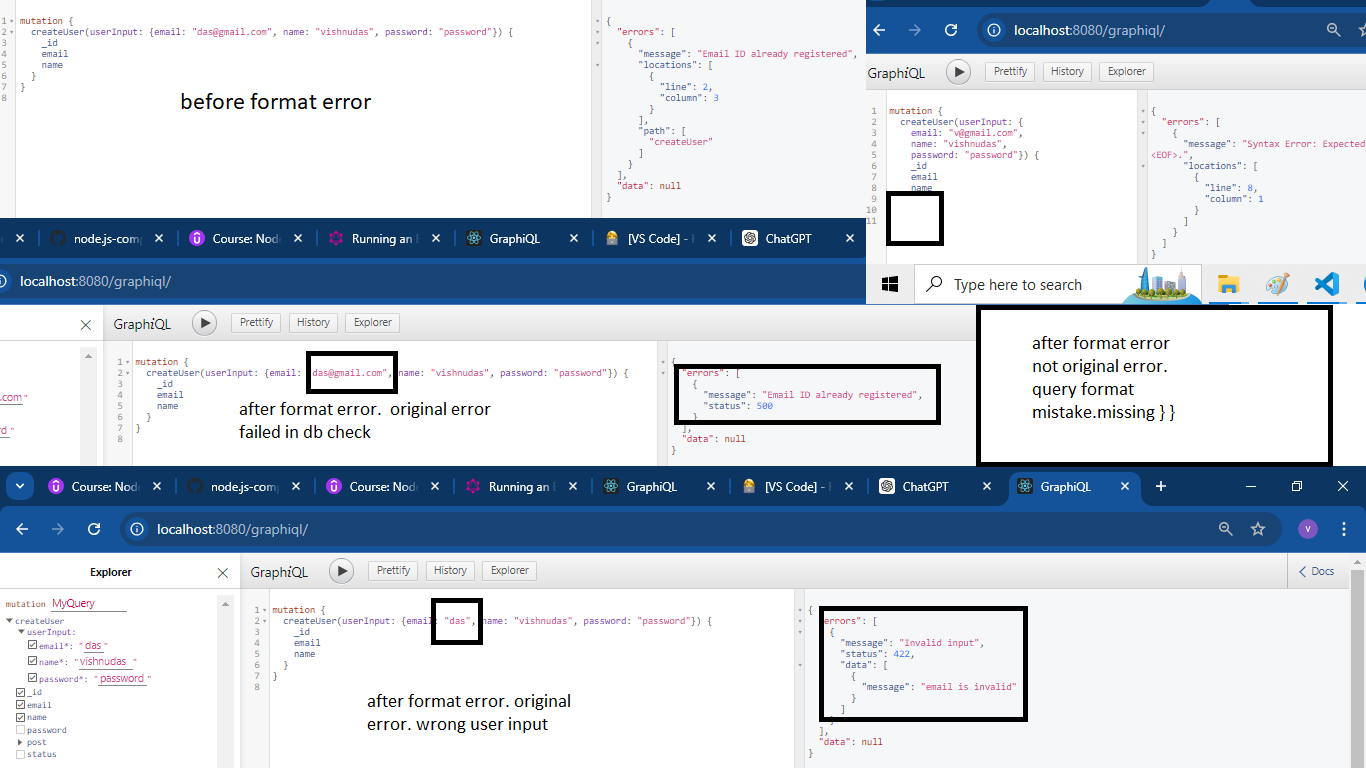 1 mutation {
2 createUser(userInput: {email: "das@gmail.com", name: "vishnudas", password: "password"}) {
3 _id
4 email
5 name
6 }
7 }
8
before format error
{
"errors": [
{
"message": "Email ID already registered",
"locations": [
{
"line": 2,
"column": 3
}
],
"path": [
"createUser"
]
}
],
"data": null
}
localhost:8080/graphiql/
GraphiQL Prettify History Explorer
1 mutation {
2 createUser(userInput: {
3 email: "v@gmail.com",
4 name: "vishnudas",
5 password: "password"}) {
6 _id
7 email
8 name
9
10
11
{
"errors": [
{
"message": "Syntax Error: Expected
<EOF>.",
"locations": [
{
"line": 8,
"column": 1
}
]
}
]
}
node.js-comp Course: Node Running an GraphiQL [VS Code] - ChatGPT
localhost:8080/graphiql/
Type here to search
GraphiQL Prettify History Explorer
.com"
rd"
1 mutation {
2 createUser(userInput: {email: das@gmail.com", name: "vishnudas", password: "password"}) {
3 _id
4 email
5 name
6 }
7 }
8
after format error. original error
failed in db check
{
"errors": [
{
"message": "Email ID already registered",
"status": 500
}
],
"data": null
}
after format error
not original error.
query format
mistake.missing } }
Course: Node node.js-comp Course: Node Running an GraphiQL [VS Code] - ChatGPT GraphiQL
localhost:8080/graphiql/
V
Explorer
GraphiQL Prettify History Explorer
Docs
mutation MyQuery
createUser
userInput:
email*: "das"
name*: "vishnudas "
password*: "password"
_id
email
name
password
post
status
1 mutation {
2 createUser(userInput: {email: "das", name: "vishnudas", password: "password"}) {
3 _id
4 email
5 name
6 }
7 }
8
after format error. original
error. wrong user input
{
errors": [
{
"message": "Invalid input",
"status": 422,
"data": [
{
"message": "email is invalid"
}
]
}
],
"data": null
}